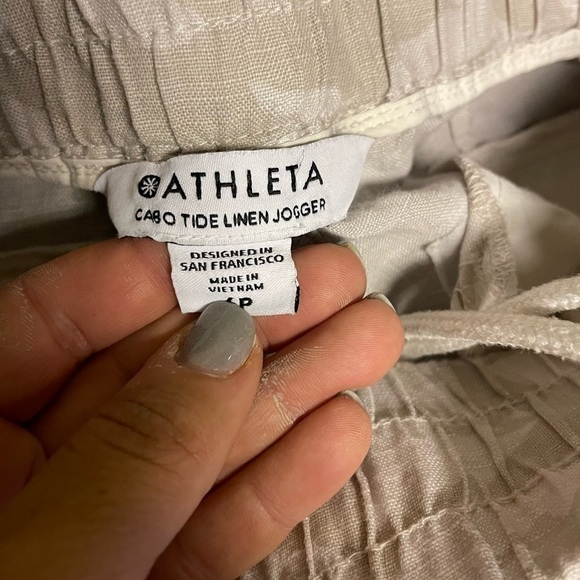 ATHLETA
CABO TIDE LINEN JOGGER
DESIGNED IN
SAN FRANCISCO
MADE IN
VIETNAM